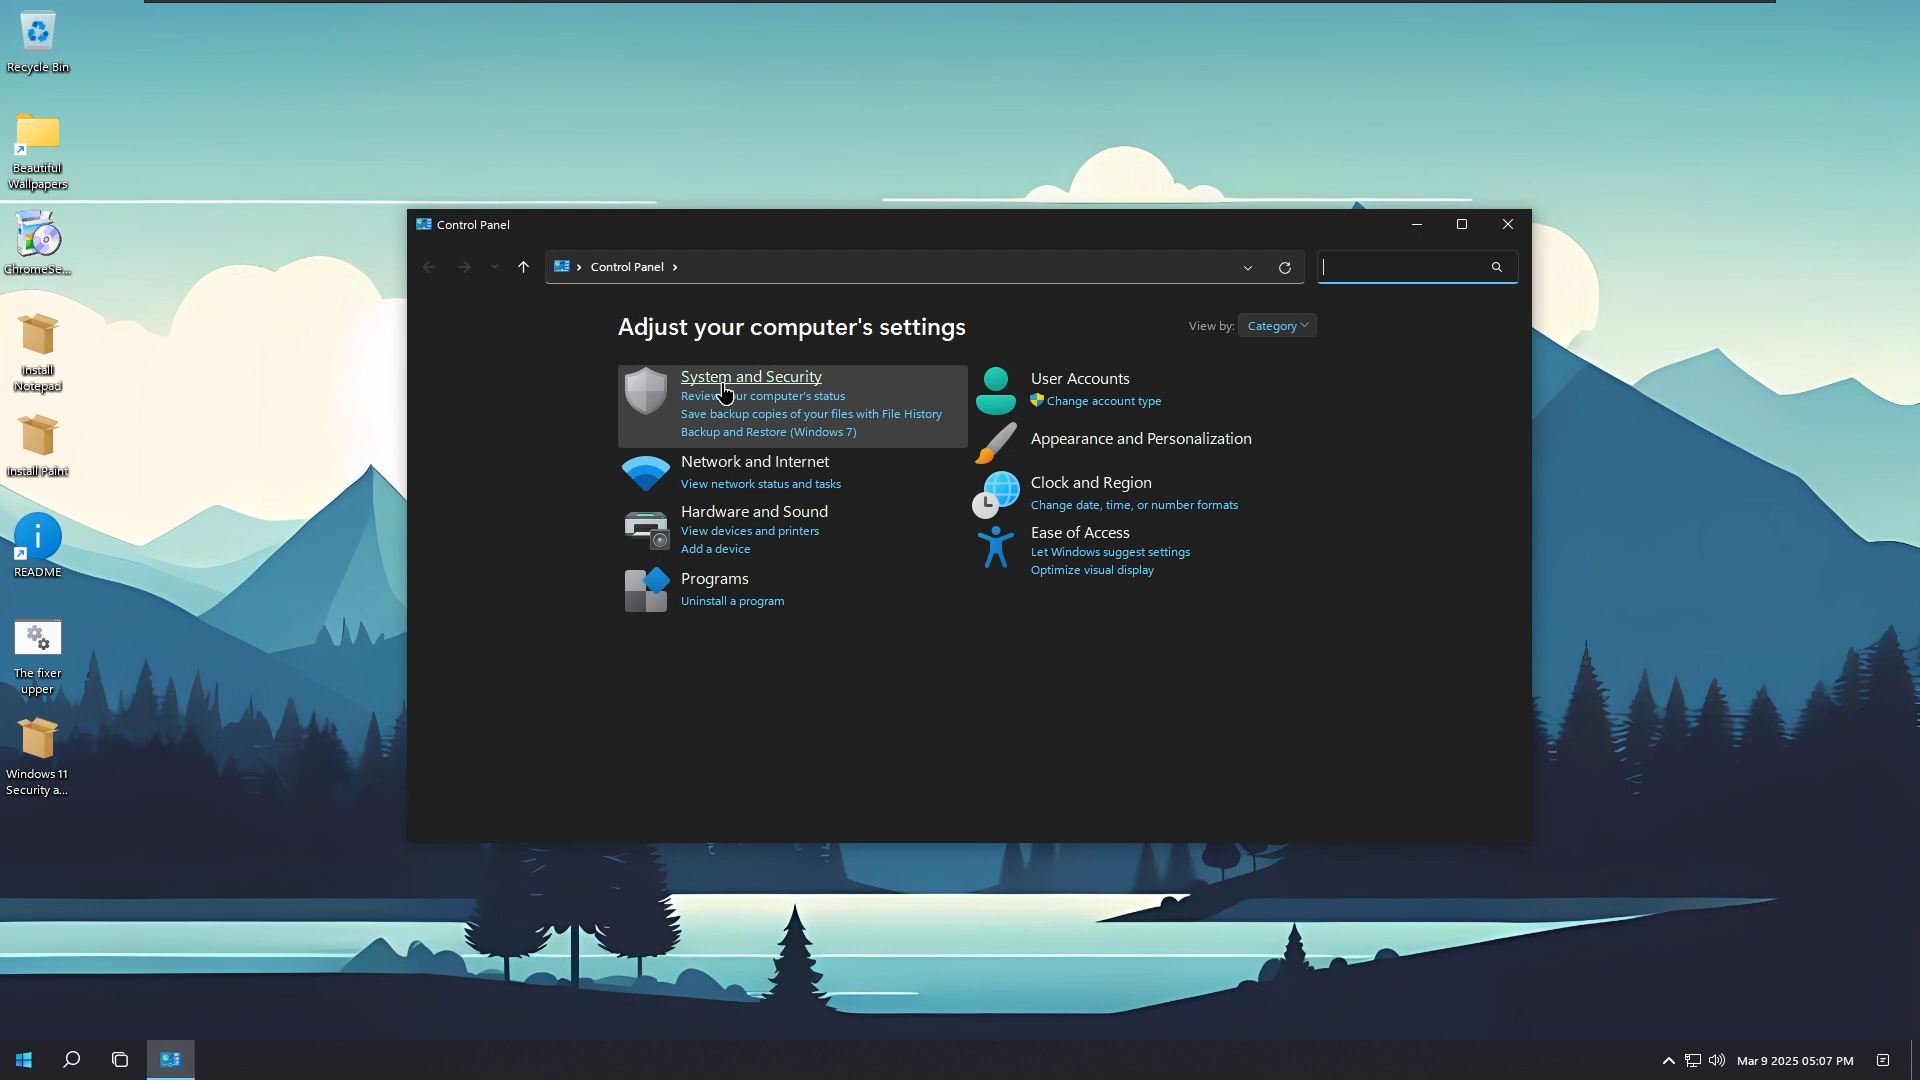 Recycle Bin
Beautiful
Wallpapers
ChromeSe...
Install
Notepad
Install Paint
README
The fixer
upper
Windows 11
Security a...
Control Panel
Control Panel
Adjust your computer's settings
View by: Category
System and Security
Review your computer's status
Save backup copies of your files with File History
Backup and Restore (Windows 7)
Network and Internet
View network status and tasks
Hardware and Sound
View devices and printers
Add a device
Programs
Uninstall a program
User Accounts
Change account type
Appearance and Personalization
Clock and Region
Change date, time, or number formats
Ease of Access
Let Windows suggest settings
Optimize visual display
Mar 9 2025 05:07 PM